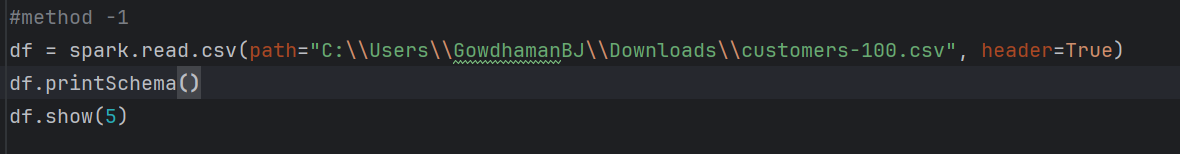 #method -1
df = spark.read.csv(path="C:\\Users\\GowdhamanBJ\\Downloads\\customers-100.csv", header=True)
df.printSchema()
df.show(5)